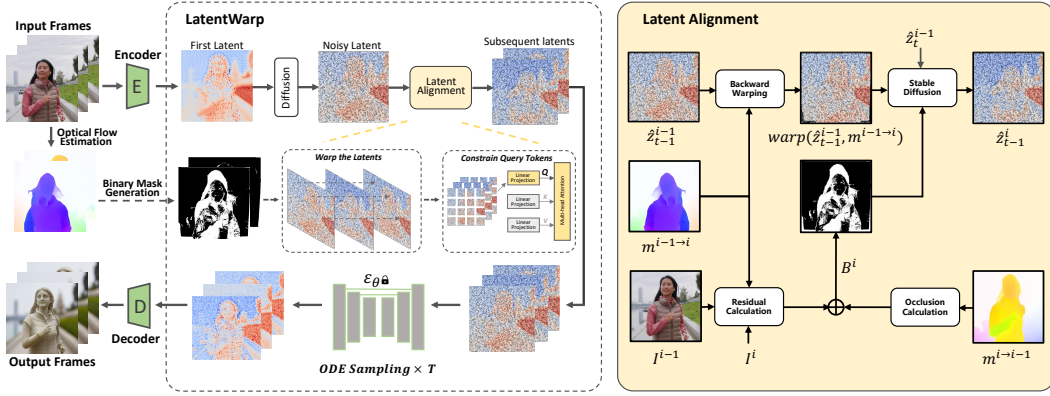 Input Frames
Encoder
E
Optical Flow
Estimation
Binary Mask
Generation
LatentWarp
First Latent
Diffusion
Noisy Latent
Latent
Alignment
Subsequent latents
Warp the Latents
Constrain Query Tokens
Linear
Projection
Q
Linear
Projection
K
Linear
Projection
V
Multi-head Attention
ℰ_θ
ODE Sampling × T
D
Decoder
Output Frames
Latent Alignment
ẑ_{t-1}^{i-1}
Backward
Warping
warp(ẑ_{t-1}^{i-1}, m^{i-1→i})
ẑ_t^{i-1}
Stable
Diffusion
ẑ_{t-1}^{i}
m^{i-1→i}
B^i
I^{i-1}
Residual
Calculation
I^i
Occlusion
Calculation
m^{i→i-1}